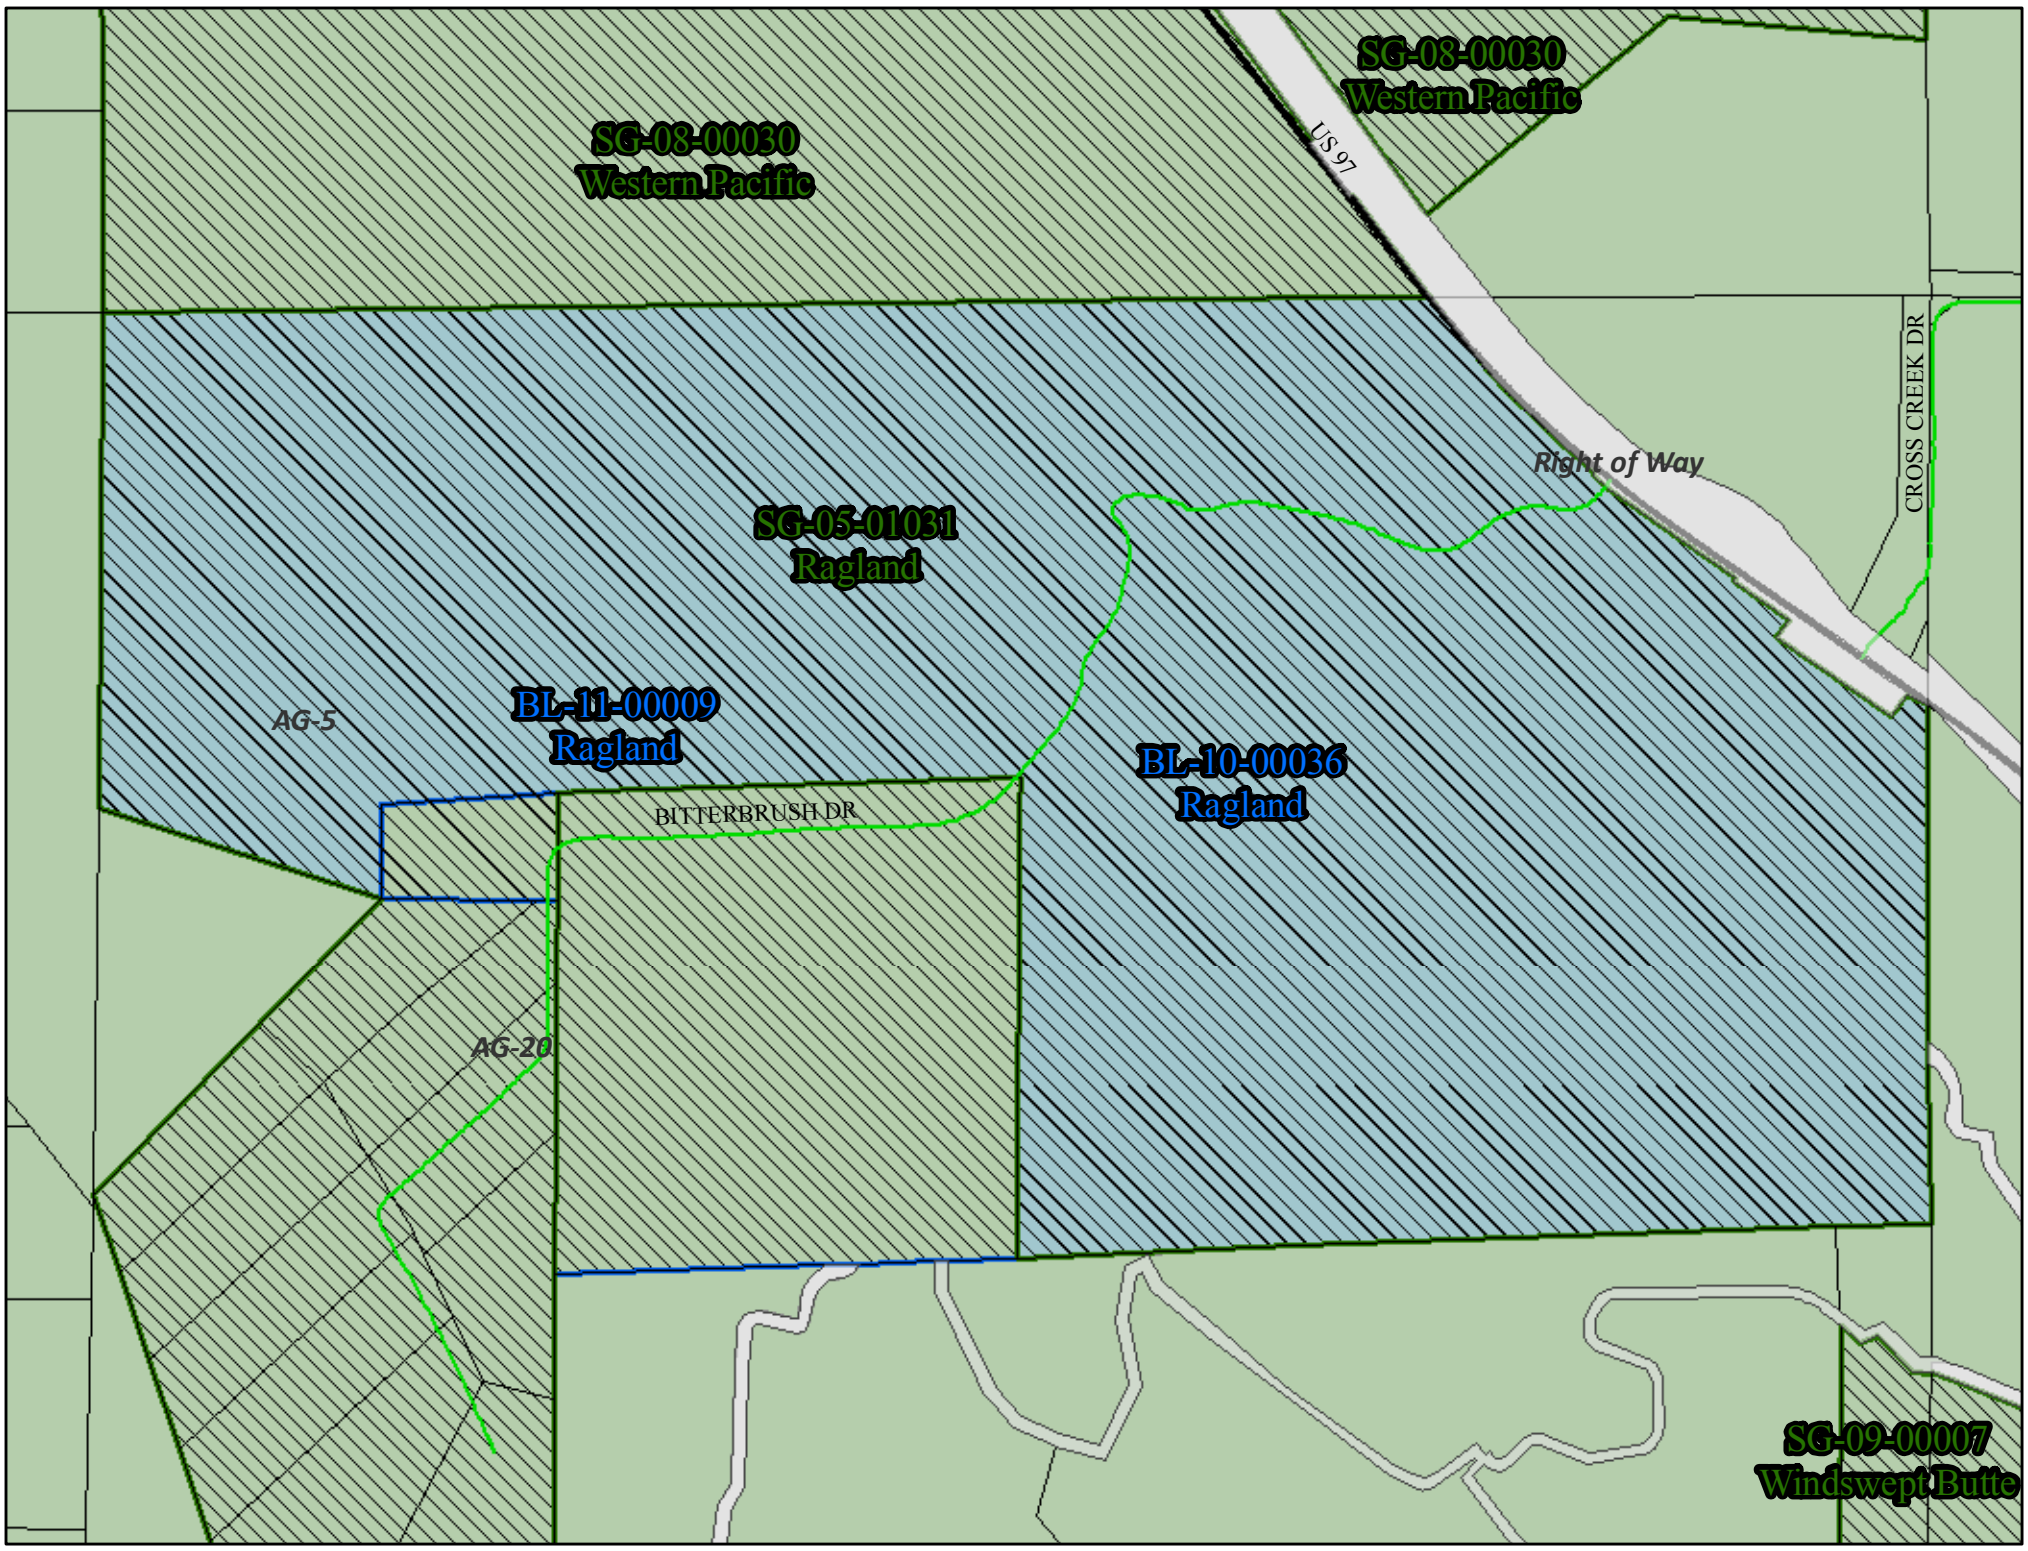 SG-08-00030
Western Pacific
SG-08-00030
Western Pacific
US 97
CROSS CREEK DR
Right of Way
SG-05-01031
Ragland
BL-11-00009
Ragland
AG-5
BL-10-00036
Ragland
BITTERBRUSH DR
AG-20
SG-09-00007
Windswept Butte